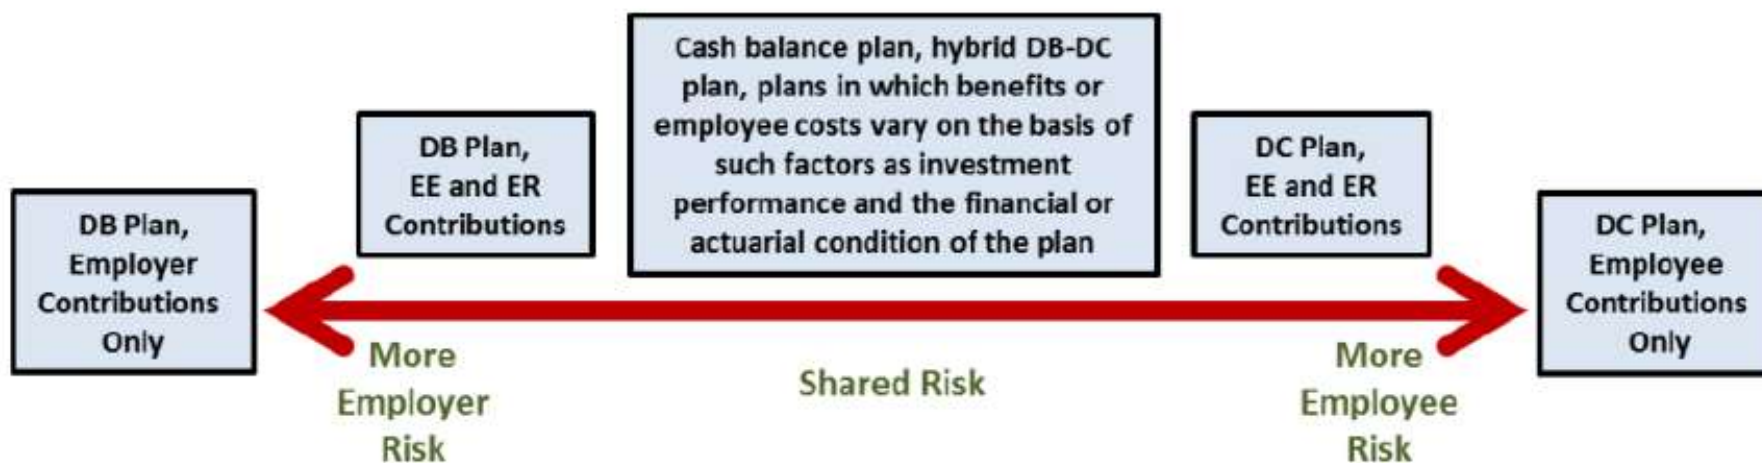 DB Plan,
Employer
Contributions
Only
DB Plan,
EE and ER
Contributions
Cash balance plan, hybrid DB-DC
plan, plans in which benefits or
employee costs vary on the basis of
such factors as investment
performance and the financial or
actuarial condition of the plan
DC Plan,
EE and ER
Contributions
DC Plan,
Employee
Contributions
Only
More
Employer
Risk
Shared Risk
More
Employee
Risk